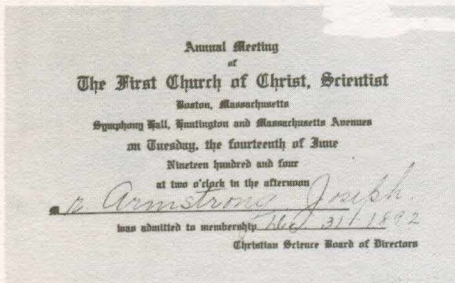 Annual Meeting
of
The First Church of Christ, Scientist
Boston, Massachusetts
Symphony Hall, Huntington and Massachusetts Avenues
on Tuesday, the fourteenth of June
Nineteen hundred and four
at two o'clock in the afternoon
Armstrong Joseph
was admitted to membership 31st 1892
Christian Science Board of Directors